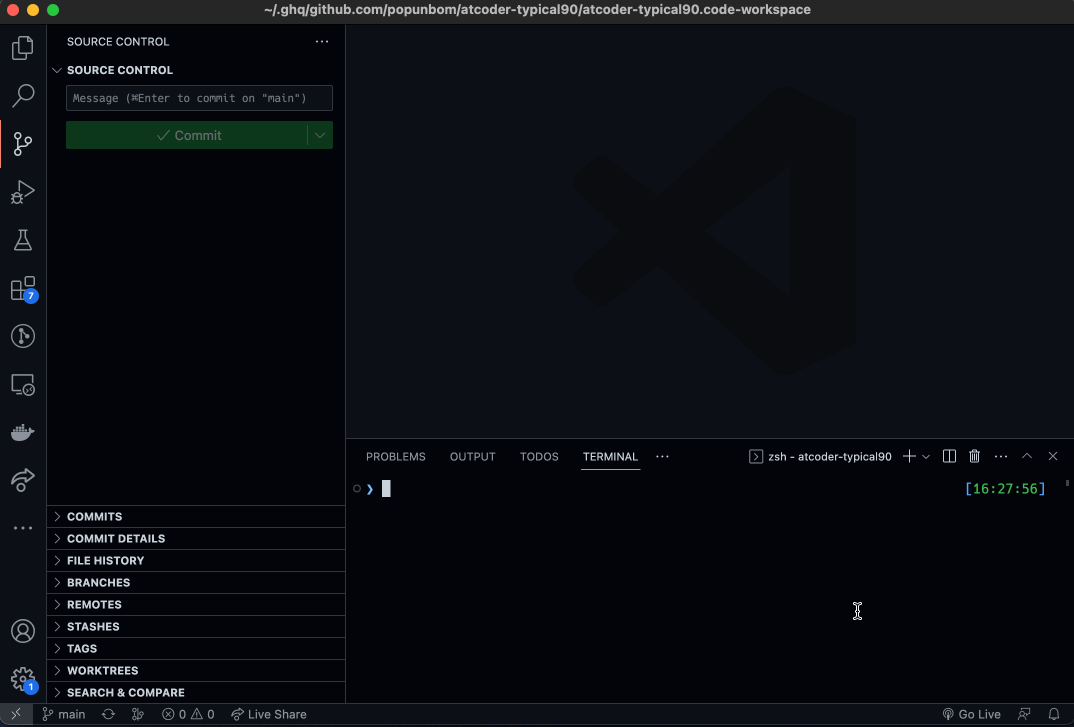 ~/.ghq/github.com/popunbom/atcoder-typical90/atcoder-typical90.code-workspace
SOURCE CONTROL
SOURCE CONTROL
Message (⌘Enter to commit on "main")
Commit
7
PROBLEMS OUTPUT TODOS TERMINAL zsh - atcoder-typical90
❯ [16:27:56]
COMMITS
COMMIT DETAILS
FILE HISTORY
BRANCHES
REMOTES
STASHES
TAGS
WORKTREES
SEARCH & COMPARE
1
main 0 0 Live Share Go Live